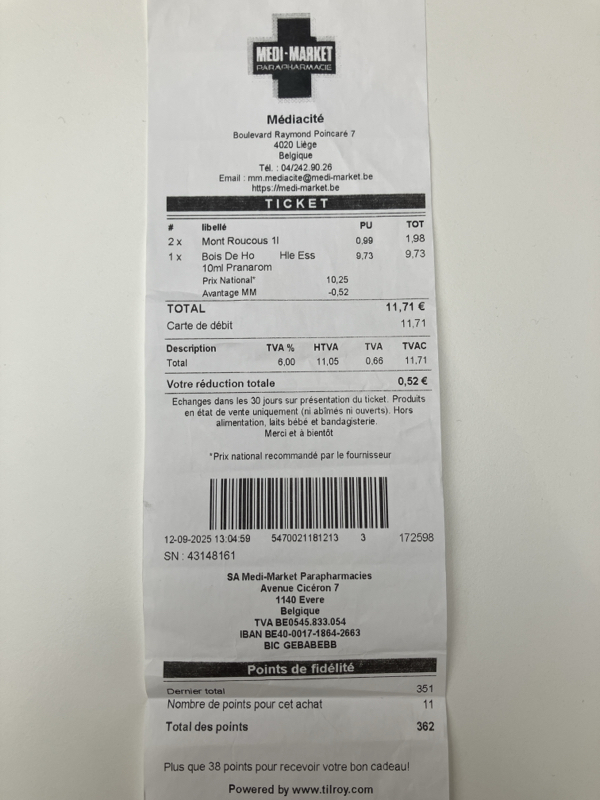 MEDI-MARKET
PARAPHARMACIE
Médiacité
Boulevard Raymond Poincaré 7
4020 Liège
Belgique
Tél. : 04/242.90.26
Email : mm.mediacite@medi-market.be
https://medi-market.be
TICKET
# libellé PU TOT
2 x Mont Roucous 1l 0,99 1,98
1 x Bois De Ho Hle Ess 9,73 9,73
10ml Pranarom
Prix National* 10,25
Avantage MM -0,52
TOTAL 11,71 €
Carte de débit 11,71
Description TVA % HTVA TVA TVAC
Total 6,00 11,05 0,66 11,71
Votre réduction totale 0,52 €
Echanges dans les 30 jours sur présentation du ticket. Produits
en état de vente uniquement (ni abîmés ni ouverts). Hors
alimentation, laits bébé et bandagisterie.
Merci et à bientôt
*Prix national recommandé par le fournisseur
12-09-2025 13:04:59 5470021181213 3 172598
SN : 43148161
SA Medi-Market Parapharmacies
Avenue Cicéron 7
1140 Evere
Belgique
TVA BE0545.833.054
IBAN BE40-0017-1864-2663
BIC GEBABEBB
Points de fidélité
Dernier total 351
Nombre de points pour cet achat 11
Total des points 362
Plus que 38 points pour recevoir votre bon cadeau!
Powered by www.tilroy.com